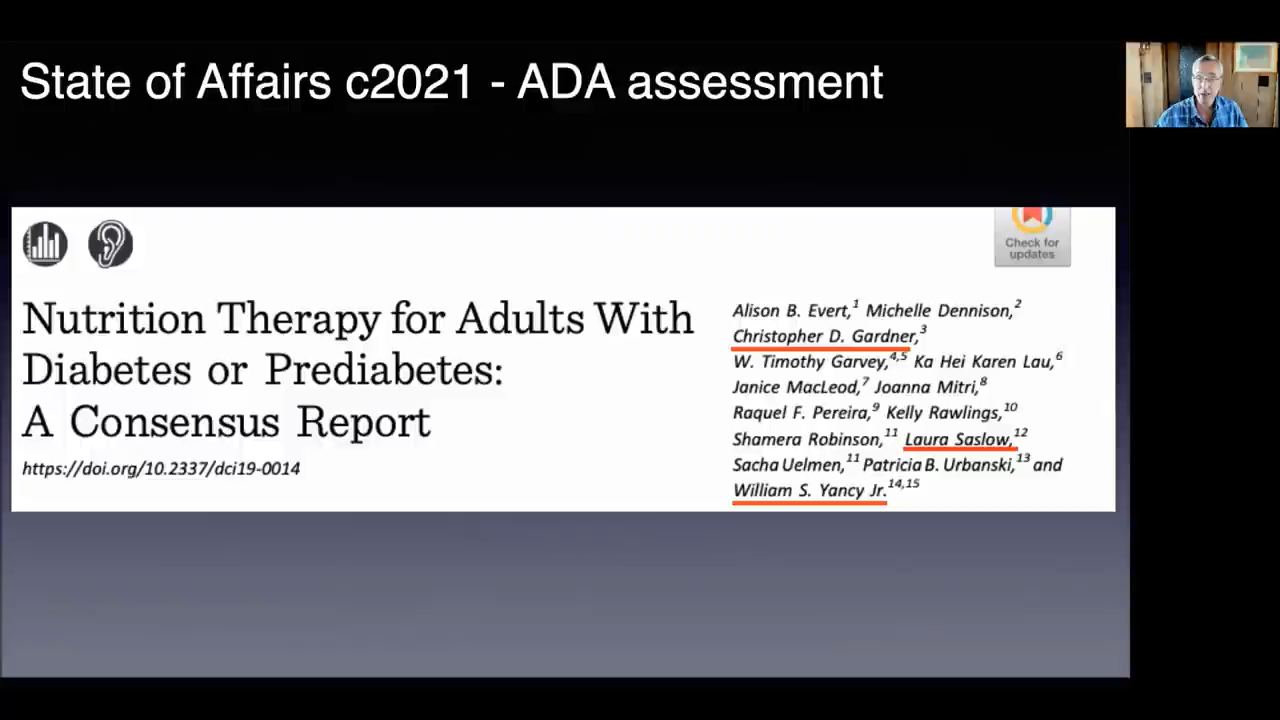 State of Affairs c2021 - ADA assessment
Check for
updates
Nutrition Therapy for Adults With
Diabetes or Prediabetes:
A Consensus Report
https://doi.org/10.2337/dci19-0014
Alison B. Evert,1 Michelle Dennison,2
Christopher D. Gardner,3
W. Timothy Garvey,4,5 Ka Hei Karen Lau,6
Janice MacLeod,7 Joanna Mitri,8
Raquel F. Pereira,9 Kelly Rawlings,10
Shamera Robinson,11 Laura Saslow,12
Sacha Uelmen,11 Patricia B. Urbanski,13 and
William S. Yancy Jr.14,15